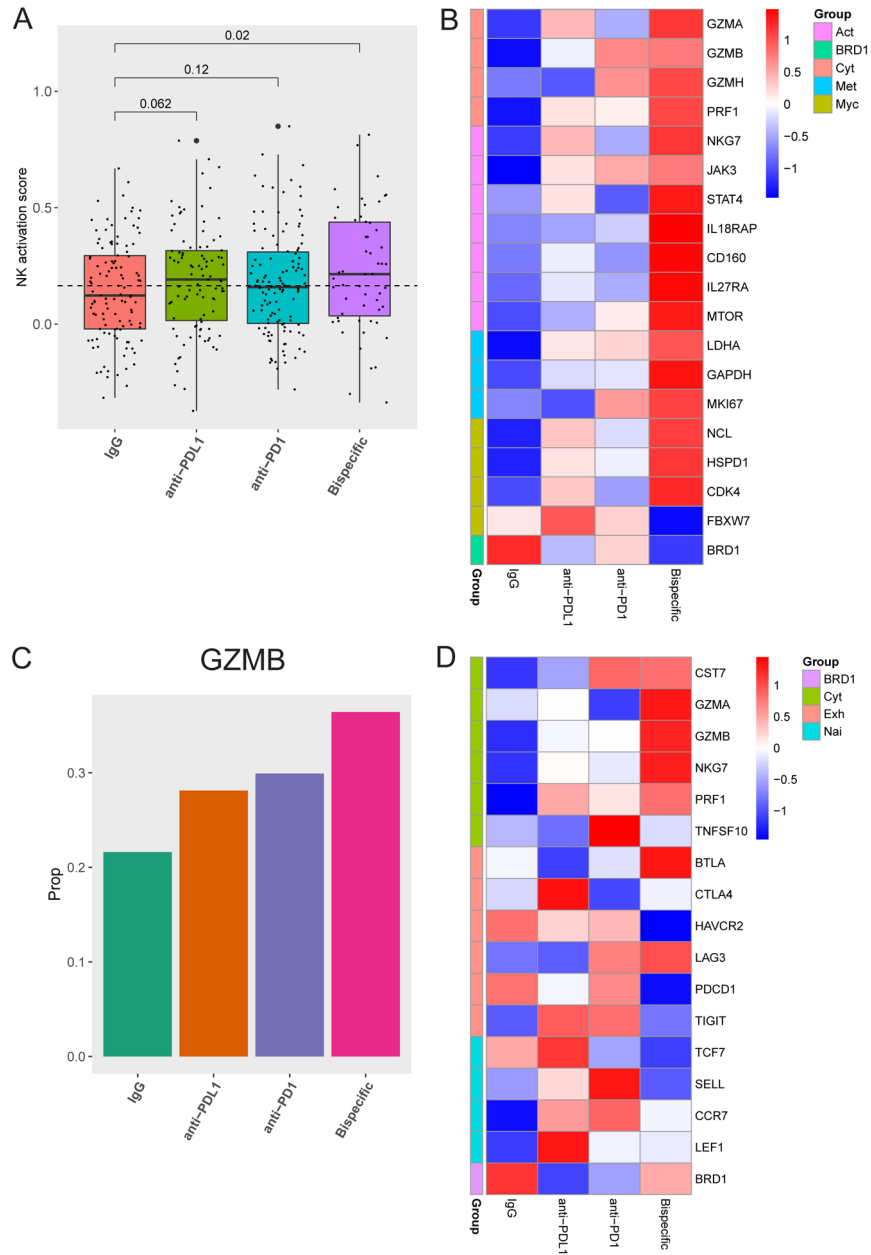 A
0.02
0.12
0.062
1.0
0.5
0.0
NK activation score
IgG
anti−PDL1
anti−PD1
Bispecific
B
GZMA
GZMB
GZMH
PRF1
NKG7
JAK3
STAT4
IL18RAP
CD160
IL27RA
MTOR
LDHA
GAPDH
MKI67
NCL
HSPD1
CDK4
FBXW7
BRD1
Group
IgG
anti−PDL1
anti−PD1
Bispecific
1
0.5
0
−0.5
−1
Group
Act
BRD1
Cyt
Met
Myc
C
GZMB
Prop
0.3
0.2
0.1
0.0
IgG
anti−PDL1
anti−PD1
Bispecific
D
CST7
GZMA
GZMB
NKG7
PRF1
TNFSF10
BTLA
CTLA4
HAVCR2
LAG3
PDCD1
TIGIT
TCF7
SELL
CCR7
LEF1
BRD1
Group
IgG
anti−PDL1
anti−PD1
Bispecific
1
0.5
0
−0.5
−1
Group
BRD1
Cyt
Exh
Nai